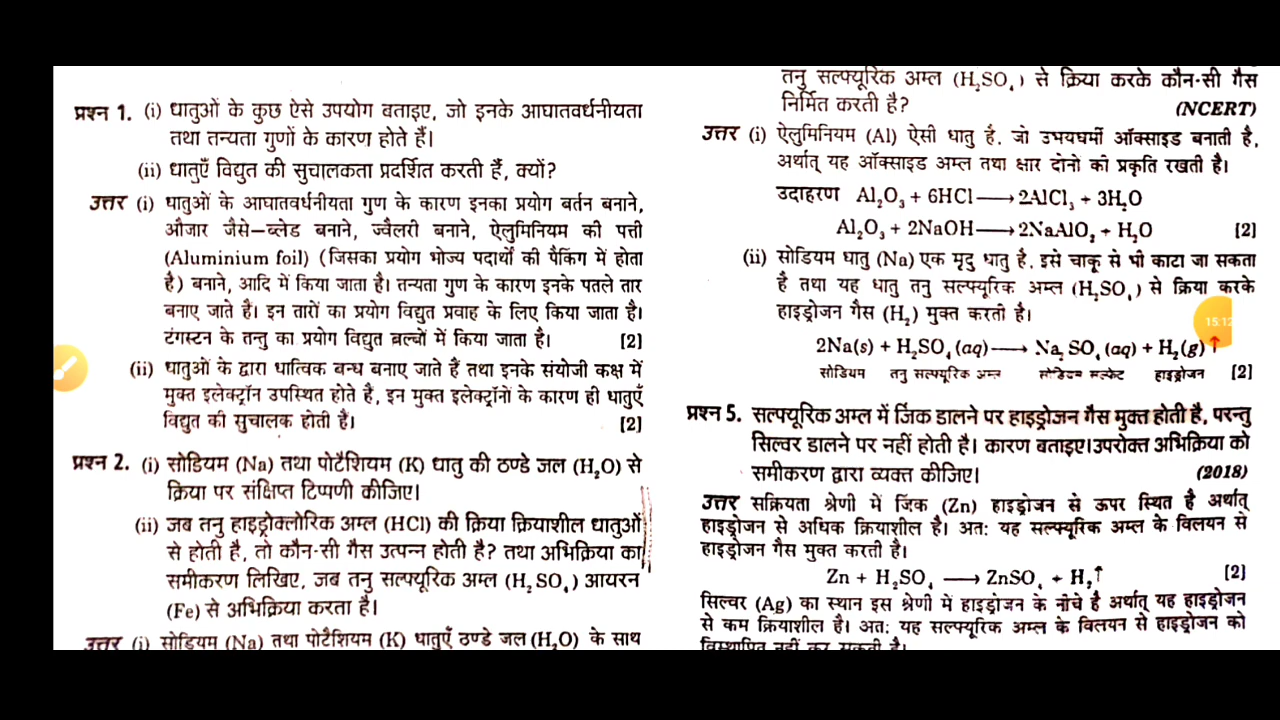 प्रश्न 1. (i) धातुओं के कुछ ऐसे उपयोग बताइए, जो इनके आघातवर्धनीयता
तथा तन्यता गुणों के कारण होते हैं।
(ii) धातुएँ विद्युत की सुचालकता प्रदर्शित करती हैं, क्यों?
उत्तर (i) धातुओं के आघातवर्धनीयता गुण के कारण इनका प्रयोग बर्तन बनाने,
औजार जैसे—ब्लेड बनाने, ज्वैलरी बनाने, ऐलुमिनियम की पत्ती
(Aluminium foil) (जिसका प्रयोग भोज्य पदार्थों की पैकिंग में होता
है) बनाने, आदि में किया जाता है। तन्यता गुण के कारण इनके पतले तार
बनाए जाते हैं। इन तारों का प्रयोग विद्युत प्रवाह के लिए किया जाता है।
टंगस्टन के तन्तु का प्रयोग विद्युत बल्बों में किया जाता है। [2]
(ii) धातुओं के द्वारा धात्विक बन्ध बनाए जाते हैं तथा इनके संयोजी कक्ष में
मुक्त इलेक्ट्रॉन उपस्थित होते हैं, इन मुक्त इलेक्ट्रॉनों के कारण ही धातुएँ
विद्युत की सुचालक होती हैं। [2]
प्रश्न 2. (i) सोडियम (Na) तथा पोटैशियम (K) धातु की ठण्डे जल (H₂O) से
क्रिया पर संक्षिप्त टिप्पणी कीजिए।
(ii) जब तनु हाइड्रोक्लोरिक अम्ल (HCl) की क्रिया क्रियाशील धातुओं
से होती है, तो कौन-सी गैस उत्पन्न होती है? तथा अभिक्रिया का
समीकरण लिखिए, जब तनु सल्फ्यूरिक अम्ल (H₂SO₄) आयरन
(Fe) से अभिक्रिया करता है।
उत्तर (i) सोडियम (Na) तथा पोटैशियम (K) धातुएँ ठण्डे जल (H₂O) के साथ
तनु सल्फ्यूरिक अम्ल (H₂SO₄) से क्रिया करके कौन-सी गैस
निर्मित करती है? (NCERT)
उत्तर (i) ऐलुमिनियम (Al) ऐसी धातु है, जो उभयधर्मी ऑक्साइड बनाती है,
अर्थात् यह ऑक्साइड अम्ल तथा क्षार दोनों की प्रकृति रखती है।
उदाहरण Al₂O₃ + 6HCl ⟶ 2AlCl₃ + 3H₂O
Al₂O₃ + 2NaOH ⟶ 2NaAlO₂ + H₂O [2]
(ii) सोडियम धातु (Na) एक मृदु धातु है, इसे चाकू से भी काटा जा सकता
है तथा यह धातु तनु सल्फ्यूरिक अम्ल (H₂SO₄) से क्रिया करके
हाइड्रोजन गैस (H₂) मुक्त करती है।
15:12
2Na(s) + H₂SO₄(aq) ⟶ Na₂SO₄(aq) + H₂(g) ↑
सोडियम तनु सल्फ्यूरिक अम्ल सोडियम सल्फेट हाइड्रोजन [2]
प्रश्न 5. सल्फ्यूरिक अम्ल में जिंक डालने पर हाइड्रोजन गैस मुक्त होती है, परन्तु
सिल्वर डालने पर नहीं होती है। कारण बताइए।उपरोक्त अभिक्रिया को
समीकरण द्वारा व्यक्त कीजिए। (2018)
उत्तर सक्रियता श्रेणी में जिंक (Zn) हाइड्रोजन से ऊपर स्थित है अर्थात्
हाइड्रोजन से अधिक क्रियाशील है। अतः यह सल्फ्यूरिक अम्ल के विलयन से
हाइड्रोजन गैस मुक्त करती है।
Zn + H₂SO₄ ⟶ ZnSO₄ + H₂↑ [2]
सिल्वर (Ag) का स्थान इस श्रेणी में हाइड्रोजन के नीचे है अर्थात् यह हाइड्रोजन
से कम क्रियाशील है। अतः यह सल्फ्यूरिक अम्ल के विलयन से हाइड्रोजन को
विस्थापित नहीं कर सकती है।